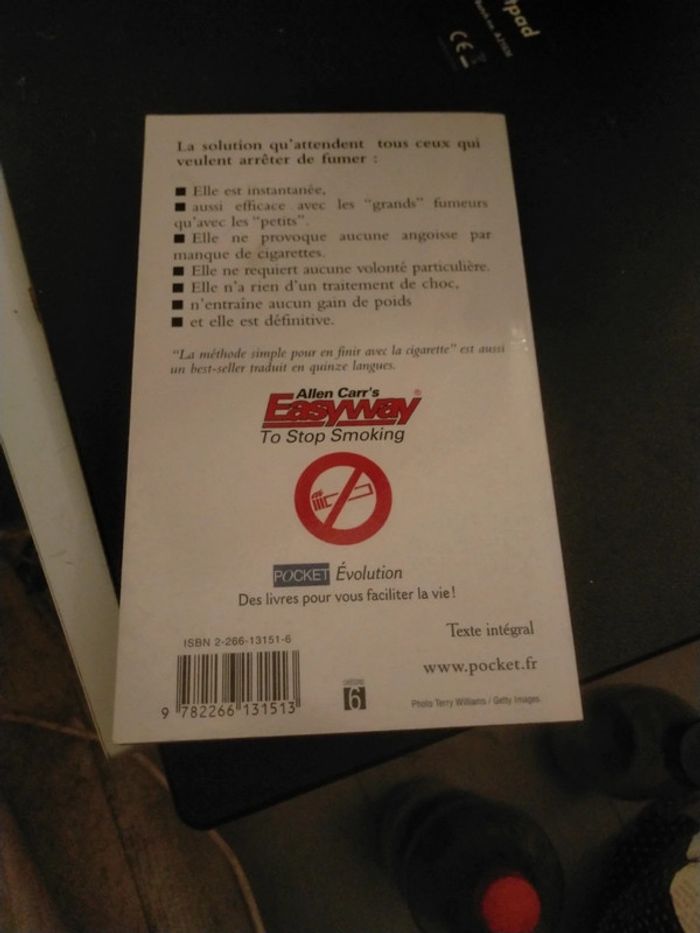 pad
La solution qu'attendent tous ceux qui
veulent arrêter de fumer :
■ Elle est instantanée,
■ aussi efficace avec les "grands" fumeurs
qu'avec les "petits".
■ Elle ne provoque aucune angoisse par
manque de cigarettes.
■ Elle ne requiert aucune volonté particulière.
■ Elle n'a rien d'un traitement de choc,
■ n'entraîne aucun gain de poids
■ et elle est définitive.
"La méthode simple pour en finir avec la cigarette" est aussi
un best-seller traduit en quinze langues.
Allen Carr's
Easyway®
To Stop Smoking
POCKET Évolution
Des livres pour vous faciliter la vie !
Texte intégral
ISBN 2-266-13151-6
www.pocket.fr
9 782266 131513
6
Photo Terry Williams / Getty Images.